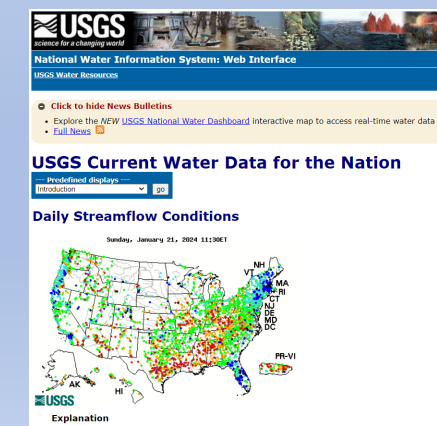 USGS
science for a changing world
National Water Information System: Web Interface
USGS Water Resources
Click to hide News Bulletins
Explore the NEW USGS National Water Dashboard interactive map to access real-time water data
Full News
USGS Current Water Data for the Nation
--- Predefined displays ---
Introduction
go
Daily Streamflow Conditions
Sunday, January 21, 2024 11:30ET
NH
VT
MA
RI
CT
NJ
DE
MD
DC
PR-VI
AK
HI
USGS
Explanation